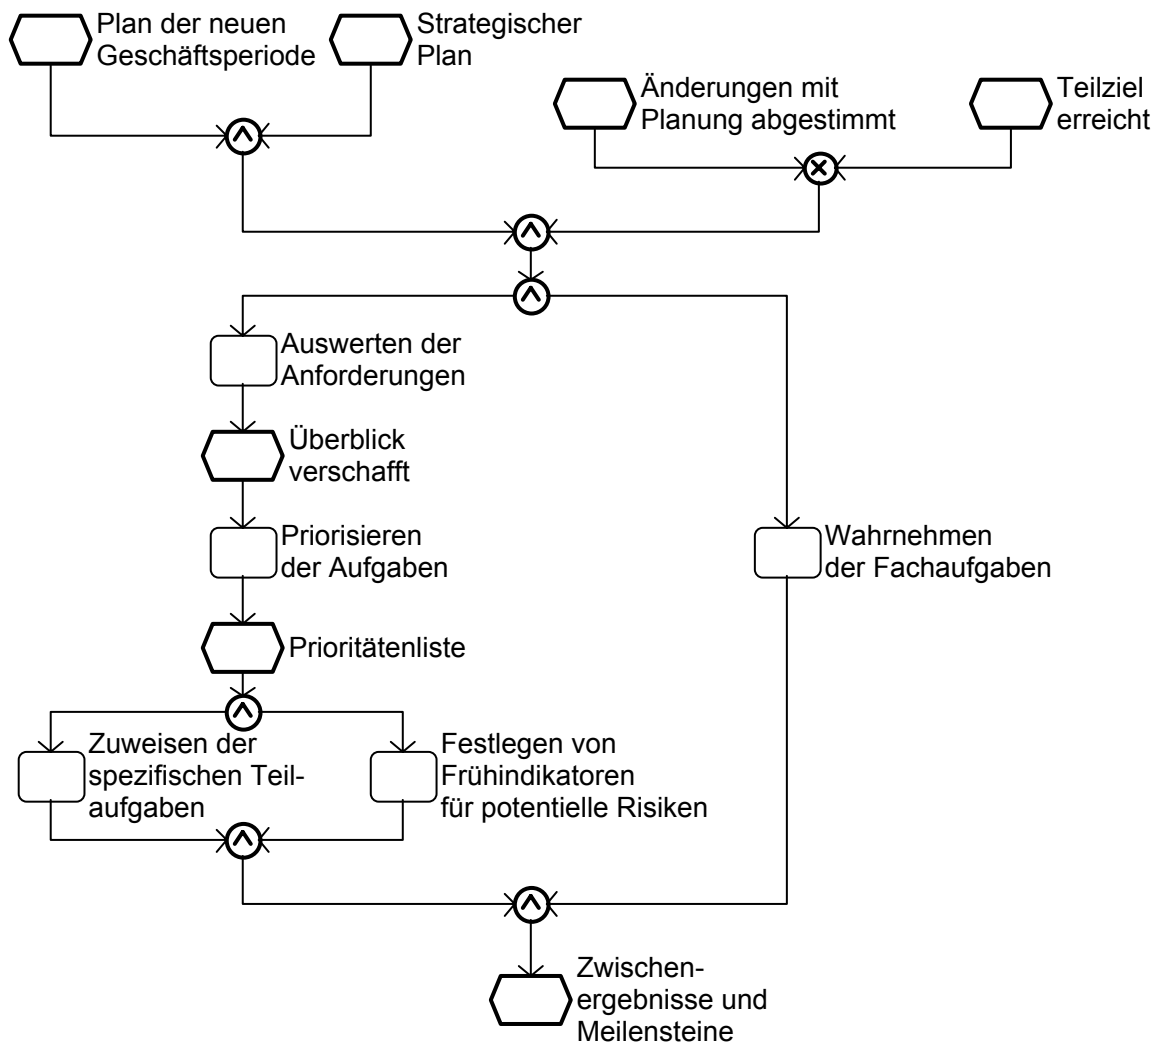 Plan der neuen
Geschäftsperiode
Strategischer
Plan
Änderungen mit
Planung abgestimmt
Teilziel
erreicht
Auswerten der
Anforderungen
Überblick
verschafft
Priorisieren
der Aufgaben
Wahrnehmen
der Fachaufgaben
Prioritätenliste
Zuweisen der
spezifischen Teil-
aufgaben
Festlegen von
Frühindikatoren
für potentielle Risiken
Zwischen-
ergebnisse und
Meilensteine